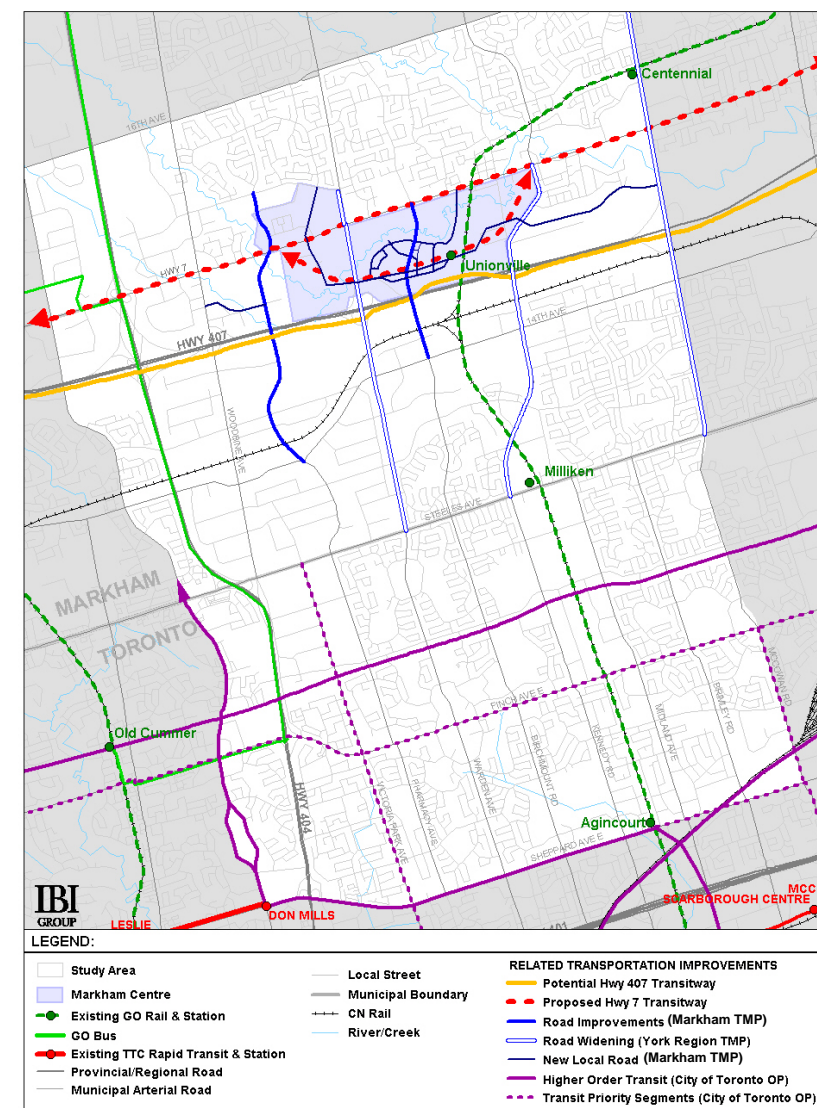 Centennial
16TH AVE
Unionville
HWY 7
HWY 407
14TH AVE
WOODBINE AVE
Milliken
STEELES AVE
MARKHAM
TORONTO
MCCOWAN RD
FINCH AVE E
BRIMLEY RD
MIDLAND AVE
KENNEDY RD
Old Cummer
BIRCHMOUNT RD
WARDEN AVE
PHARMACY AVE
VICTORIA PARK AVE
HWY 404
Agincourt
SHEPPARD AVE E
IBI
GROUP
LESLIE
DON MILLS
MCC
SCARBOROUGH CENTRE
401
LEGEND:
Study Area
Markham Centre
Existing GO Rail & Station
GO Bus
Existing TTC Rapid Transit & Station
Provincial/Regional Road
Municipal Arterial Road
Local Street
Municipal Boundary
CN Rail
River/Creek
RELATED TRANSPORTATION IMPROVEMENTS
Potential Hwy 407 Transitway
Proposed Hwy 7 Transitway
Road Improvements (Markham TMP)
Road Widening (York Region TMP)
New Local Road (Markham TMP)
Higher Order Transit (City of Toronto OP)
Transit Priority Segments (City of Toronto OP)